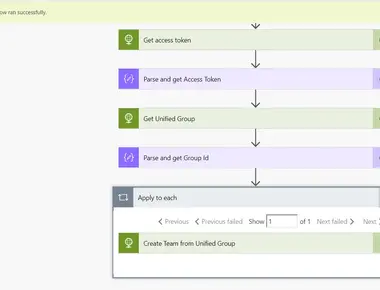 ow ran successfully.
Get access token
Parse and get Access Token
Get Unified Group
Parse and get Group Id
Apply to each
Previous Previous failed Show 1 of 1 Next failed Next
Create Team from Unified Group